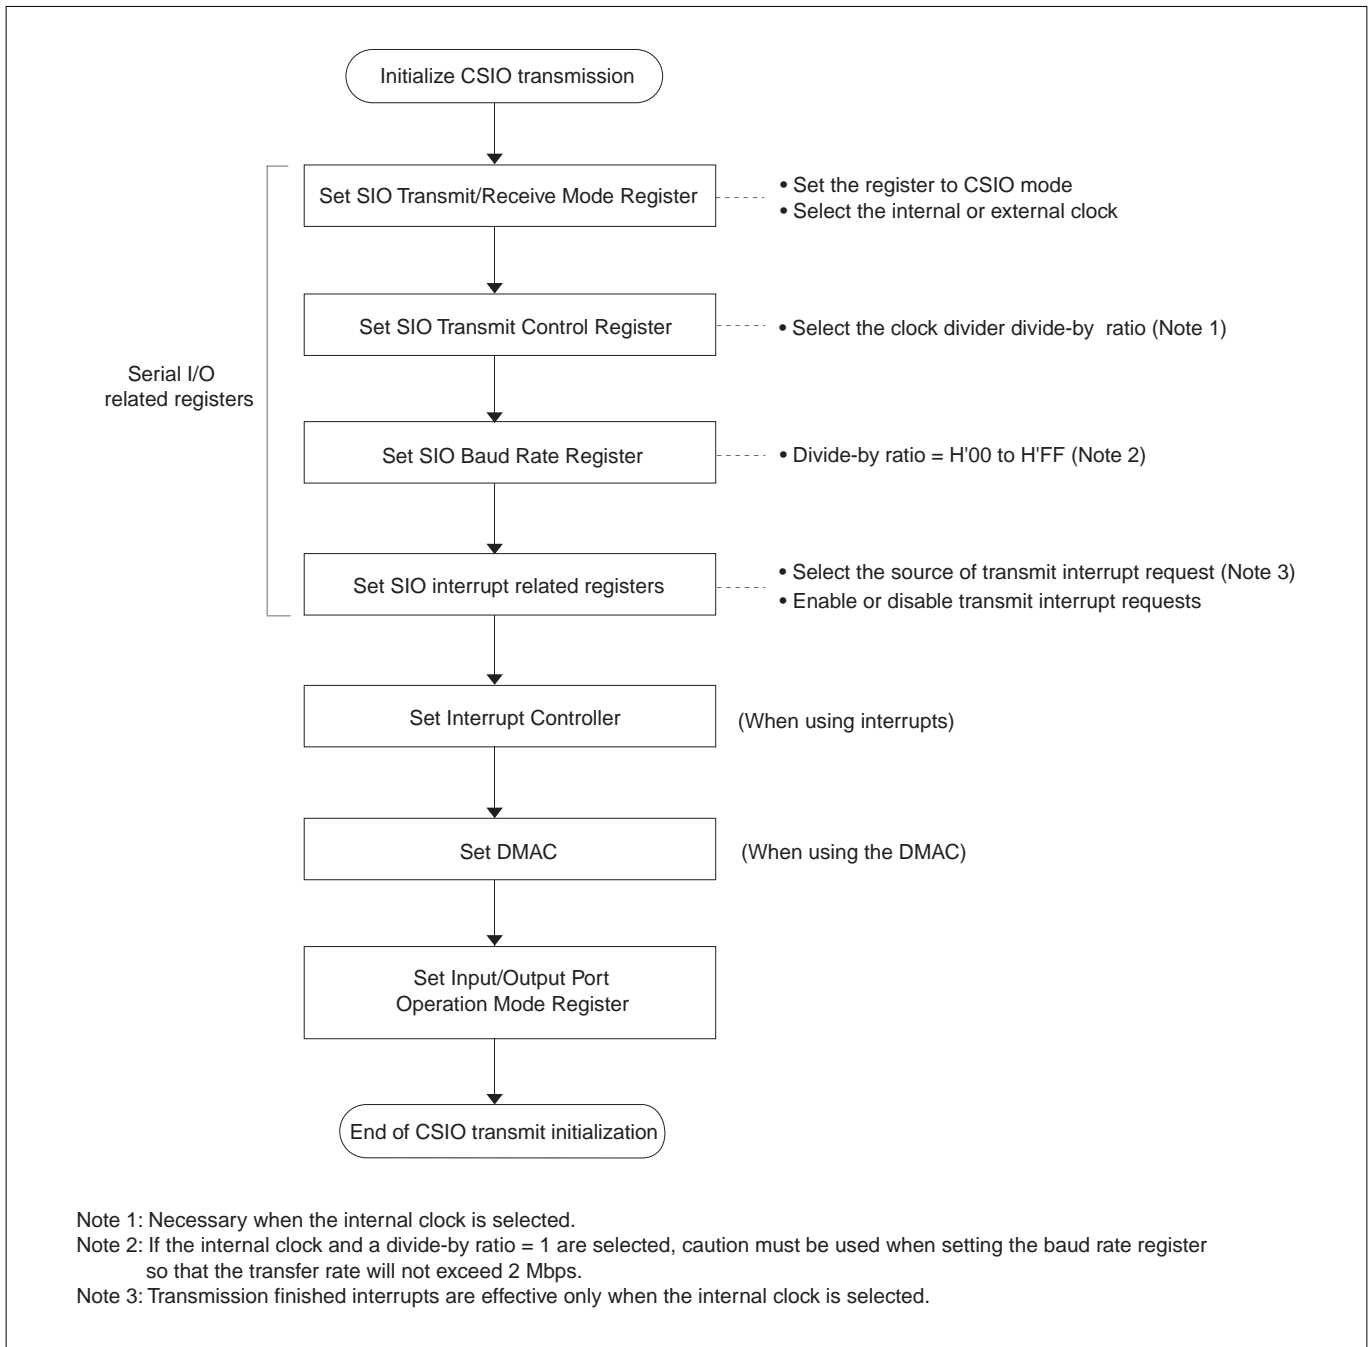 Initialize CSIO transmission
Set SIO Transmit/Receive Mode Register
• Set the register to CSIO mode
• Select the internal or external clock
Set SIO Transmit Control Register
• Select the clock divider divide-by ratio (Note 1)
Serial I/O
related registers
Set SIO Baud Rate Register
• Divide-by ratio = H'00 to H'FF (Note 2)
Set SIO interrupt related registers
• Select the source of transmit interrupt request (Note 3)
• Enable or disable transmit interrupt requests
Set Interrupt Controller
(When using interrupts)
Set DMAC
(When using the DMAC)
Set Input/Output Port
Operation Mode Register
End of CSIO transmit initialization
Note 1: Necessary when the internal clock is selected.
Note 2: If the internal clock and a divide-by ratio = 1 are selected, caution must be used when setting the baud rate register
so that the transfer rate will not exceed 2 Mbps.
Note 3: Transmission finished interrupts are effective only when the internal clock is selected.